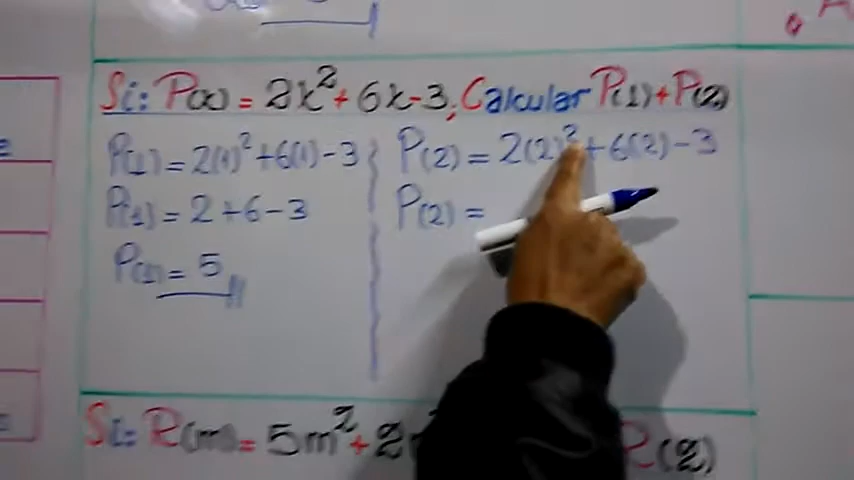 Si: P(x) = 2x² + 6x - 3; Calcular P(1) + P(2)
P(1) = 2(1)² + 6(1) - 3
P(1) = 2 + 6 - 3
P(1) = 5
P(2) = 2(2)² + 6(2) - 3
P(2) =
Si: R(m) = 5m² + 2
R(2)